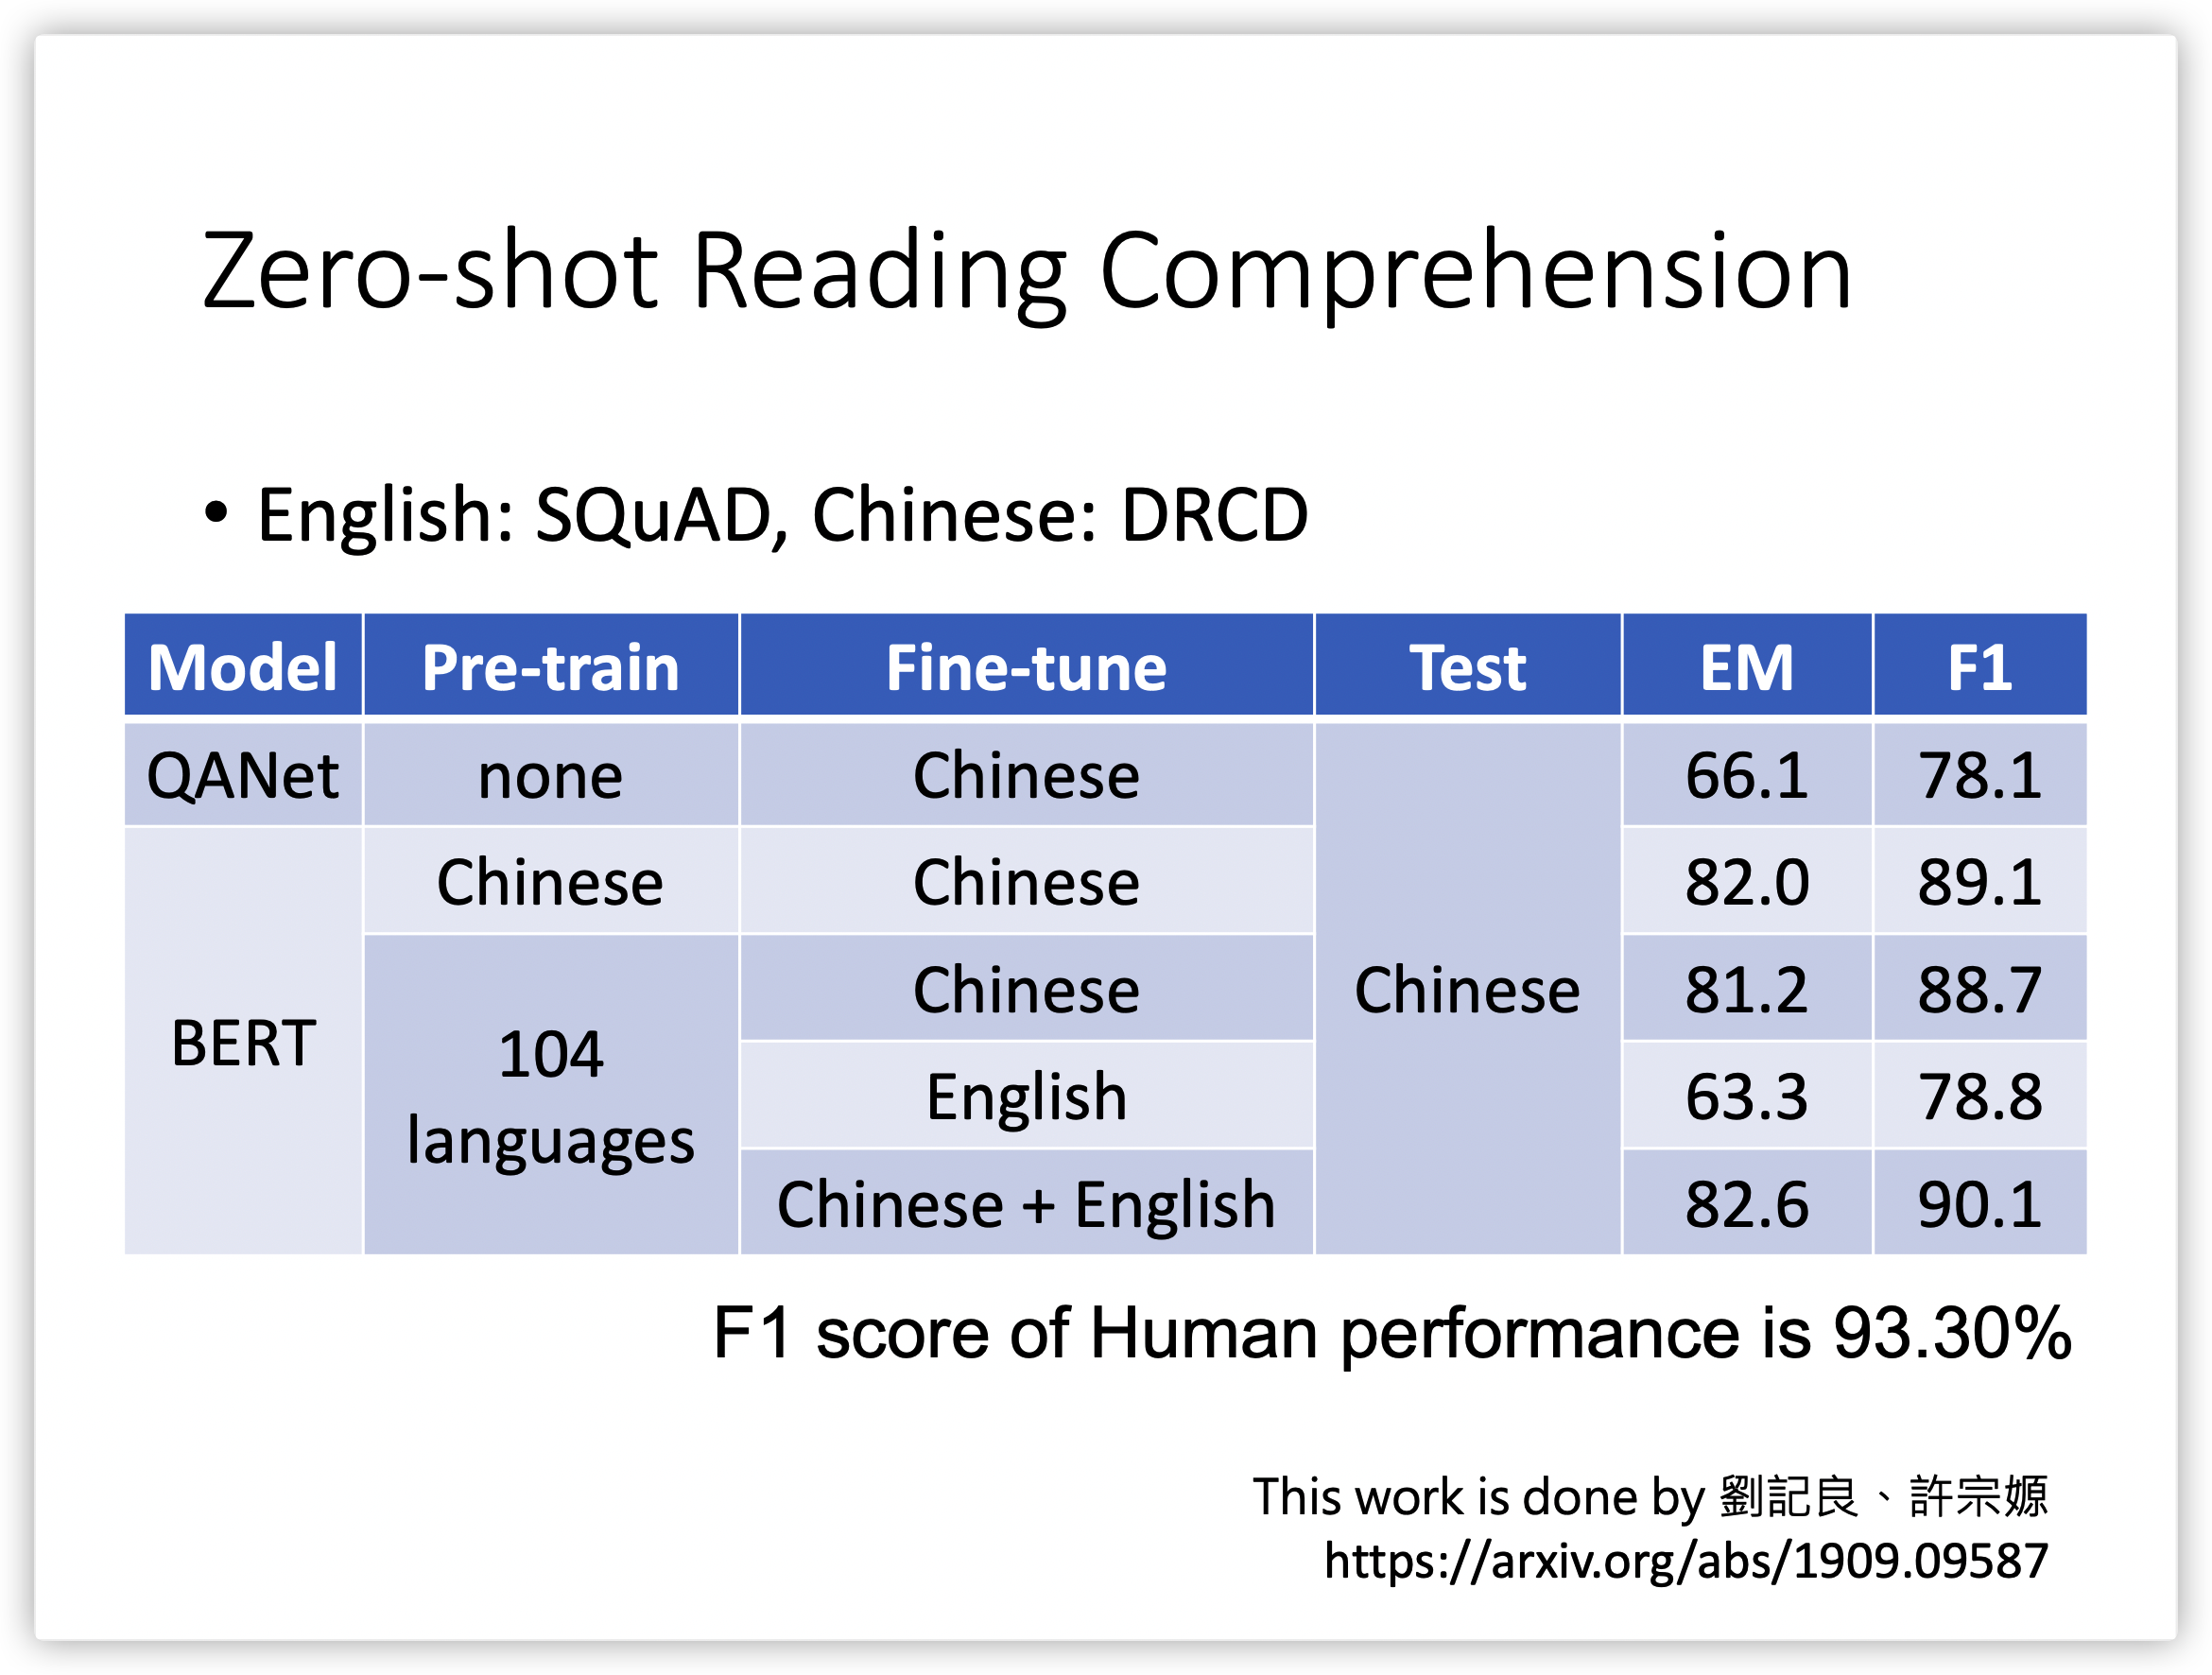 Zero-shot Reading Comprehension
• English: SQuAD, Chinese: DRCD
Model Pre-train Fine-tune Test EM F1
QANet none Chinese 66.1 78.1
Chinese Chinese 82.0 89.1
Chinese Chinese 81.2 88.7
BERT 104
languages
English 63.3 78.8
Chinese + English 82.6 90.1
F1 score of Human performance is 93.30%
This work is done by 劉記良、許宗嫄
https://arxiv.org/abs/1909.09587